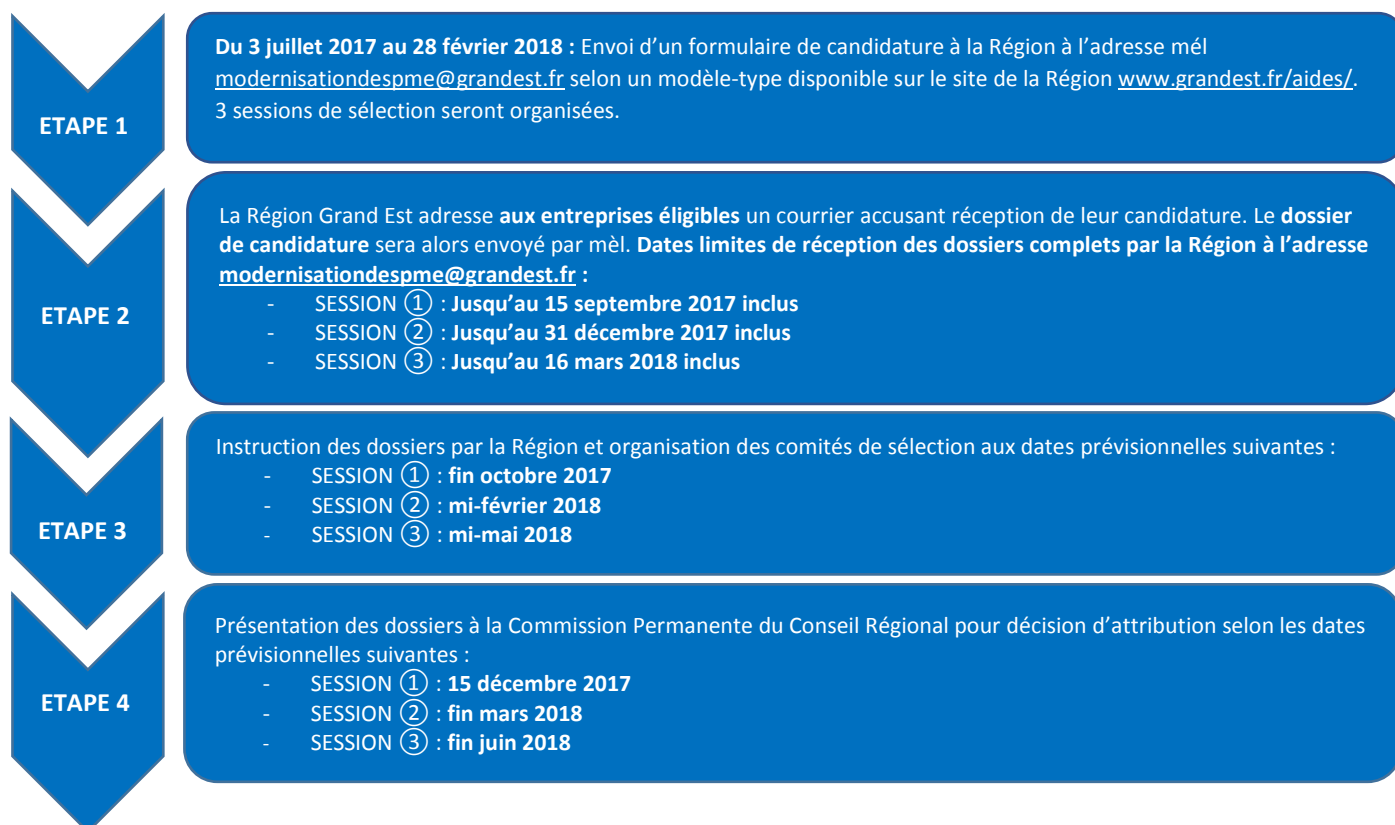 ETAPE 1
Du 3 juillet 2017 au 28 février 2018 : Envoi d'un formulaire de candidature à la Région à l'adresse mél
modernisationdespme@grandest.fr selon un modèle-type disponible sur le site de la Région www.grandest.fr/aides/.
3 sessions de sélection seront organisées.
ETAPE 2
La Région Grand Est adresse aux entreprises éligibles un courrier accusant réception de leur candidature. Le dossier
de candidature sera alors envoyé par mèl. Dates limites de réception des dossiers complets par la Région à l'adresse
modernisationdespme@grandest.fr :
- SESSION ① : Jusqu'au 15 septembre 2017 inclus
- SESSION ② : Jusqu'au 31 décembre 2017 inclus
- SESSION ③ : Jusqu'au 16 mars 2018 inclus
ETAPE 3
Instruction des dossiers par la Région et organisation des comités de sélection aux dates prévisionnelles suivantes :
- SESSION ① : fin octobre 2017
- SESSION ② : mi-février 2018
- SESSION ③ : mi-mai 2018
ETAPE 4
Présentation des dossiers à la Commission Permanente du Conseil Régional pour décision d'attribution selon les dates
prévisionnelles suivantes :
- SESSION ① : 15 décembre 2017
- SESSION ② : fin mars 2018
- SESSION ③ : fin juin 2018